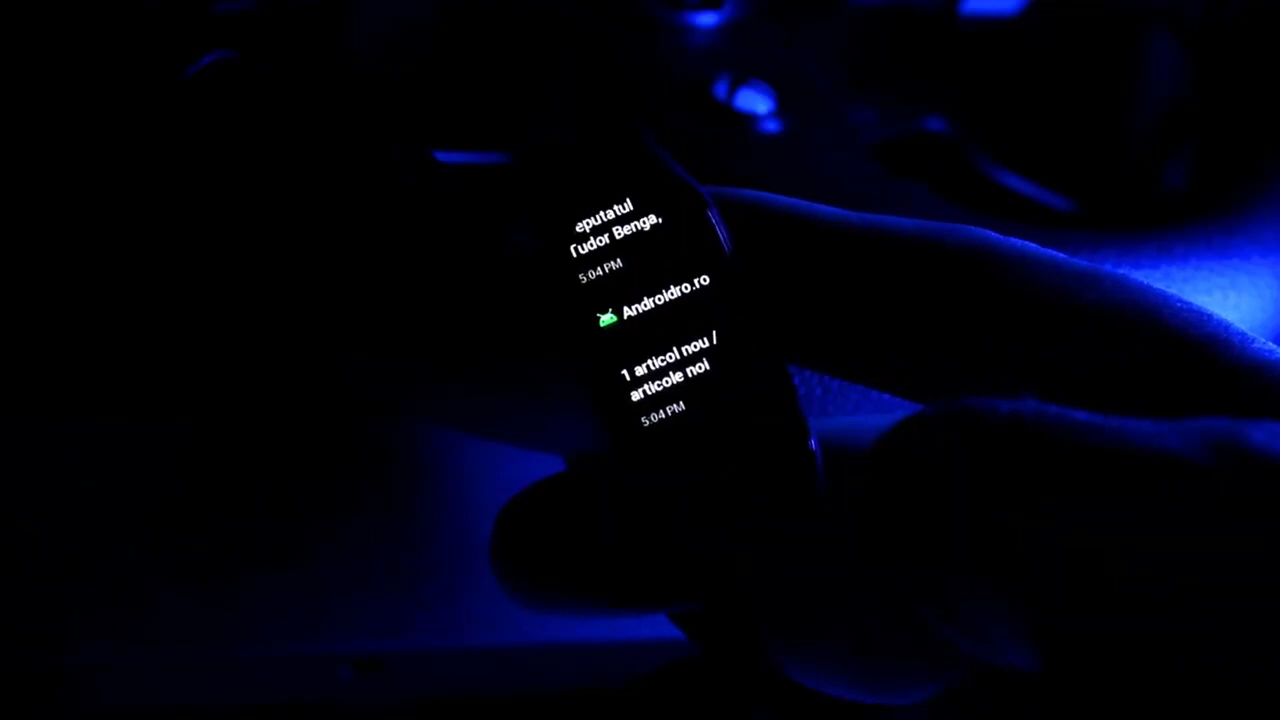 eputatul
Tudor Benga,
5:04 PM
Androidro.ro
1 articol nou /
articole noi
5:04 PM